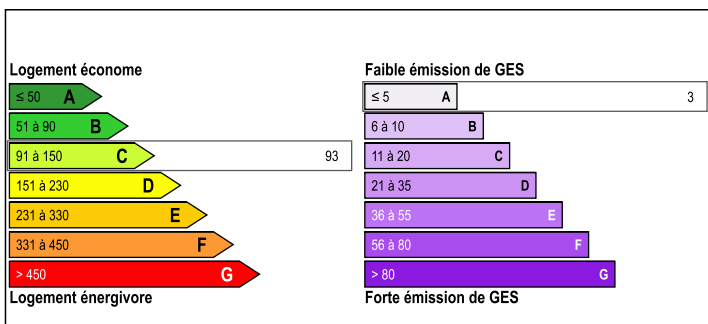 Logement économe
≤ 50 A
51 à 90 B
91 à 150 C 93
151 à 230 D
231 à 330 E
331 à 450 F
> 450 G
Logement énergivore
Faible émission de GES
≤ 5 A 3
6 à 10 B
11 à 20 C
21 à 35 D
36 à 55 E
56 à 80 F
> 80 G
Forte émission de GES